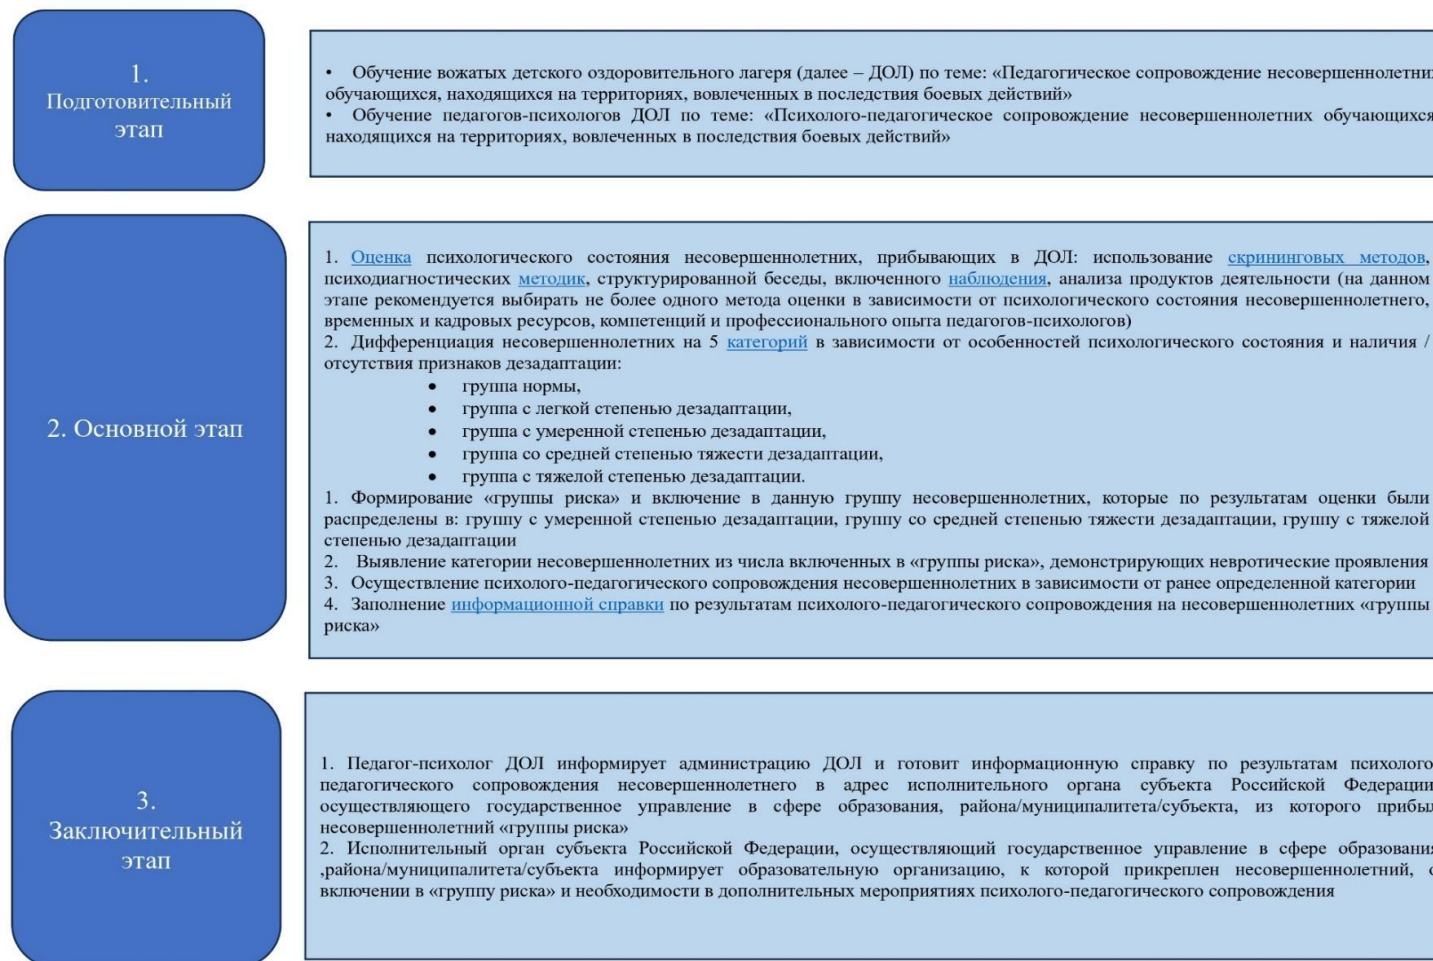 1.
Подготовительный
этап
• Обучение вожатых детского оздоровительного лагеря (далее – ДОЛ) по теме: «Педагогическое сопровождение несовершеннолетних
обучающихся, находящихся на территориях, вовлеченных в последствия боевых действий»
• Обучение педагогов-психологов ДОЛ по теме: «Психолого-педагогическое сопровождение несовершеннолетних обучающихся
находящихся на территориях, вовлеченных в последствия боевых действий»
2. Основной этап
1. Оценка психологического состояния несовершеннолетних, прибывающих в ДОЛ: использование скрининговых методов,
психодиагностических методик, структурированной беседы, включенного наблюдения, анализа продуктов деятельности (на данном
этапе рекомендуется выбирать не более одного метода оценки в зависимости от психологического состояния несовершеннолетнего,
временных и кадровых ресурсов, компетенций и профессионального опыта педагогов-психологов)
2. Дифференциация несовершеннолетних на 5 категорий в зависимости от особенностей психологического состояния и наличия /
отсутствия признаков дезадаптации:
• группа нормы,
• группа с легкой степенью дезадаптации,
• группа с умеренной степенью дезадаптации,
• группа со средней степенью тяжести дезадаптации,
• группа с тяжелой степенью дезадаптации.
1. Формирование «группы риска» и включение в данную группу несовершеннолетних, которые по результатам оценки были
распределены в: группу с умеренной степенью дезадаптации, группу со средней степенью тяжести дезадаптации, группу с тяжелой
степенью дезадаптации
2. Выявление категории несовершеннолетних из числа включенных в «группы риска», демонстрирующих невротические проявления
3. Осуществление психолого-педагогического сопровождения несовершеннолетних в зависимости от ранее определенной категории
4. Заполнение информационной справки по результатам психолого-педагогического сопровождения на несовершеннолетних «группы
риска»
3.
Заключительный
этап
1. Педагог-психолог ДОЛ информирует администрацию ДОЛ и готовит информационную справку по результатам психолого
педагогического сопровождения несовершеннолетнего в адрес исполнительного органа субъекта Российской Федерации
осуществляющего государственное управление в сфере образования, района/муниципалитета/субъекта, из которого прибыл
несовершеннолетний «группы риска»
2. Исполнительный орган субъекта Российской Федерации, осуществляющий государственное управление в сфере образования
,района/муниципалитета/субъекта информирует образовательную организацию, к которой прикреплен несовершеннолетний, о
включении в «группу риска» и необходимости в дополнительных мероприятиях психолого-педагогического сопровождения